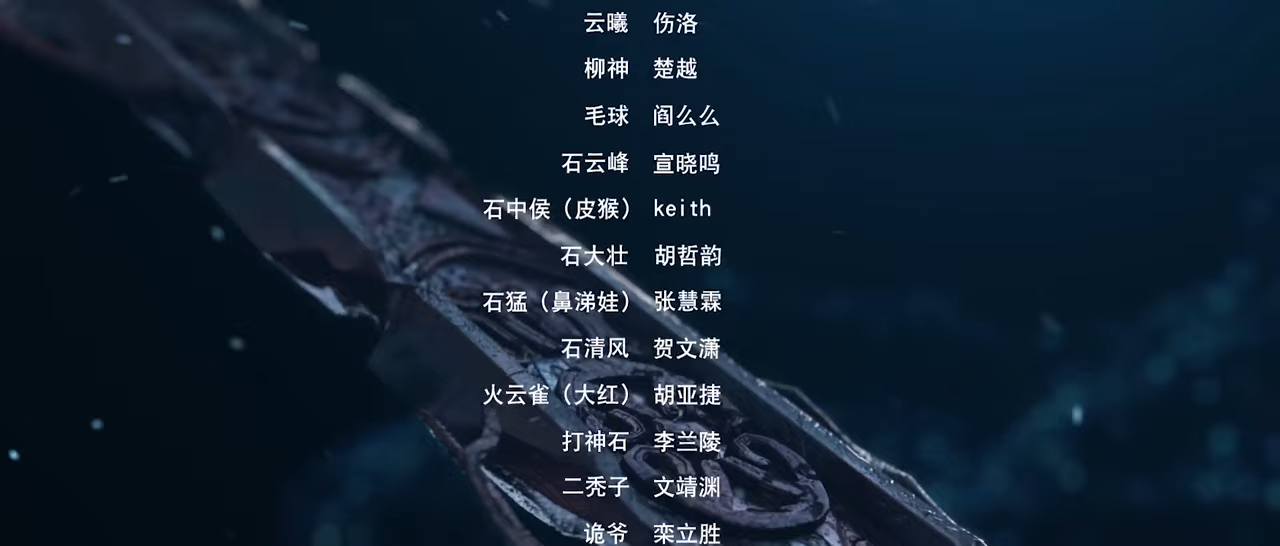 云曦 伤洛
柳神 楚越
毛球 阎么么
石云峰 宣晓鸣
石中侯（皮猴） keith
石大壮 胡哲韵
石猛（鼻涕娃） 张慧霖
石清风 贺文潇
火云雀（大红） 胡亚捷
打神石 李兰陵
二秃子 文靖渊
诡爷 栾立胜